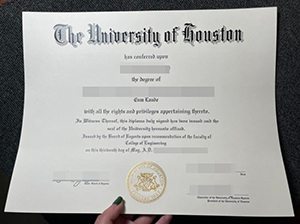 The University of Houston
has conferred upon
the degree of
Cum Laude
with all the rights and privileges appertaining thereto.
In Witness Thereof, this diploma duly signed has been issued and the
seal of the University hereunto affixed.
Issued by the Board of Regents upon recommendation of the faculty of
College of Engineering
on this thirteenth day of May, A.D.